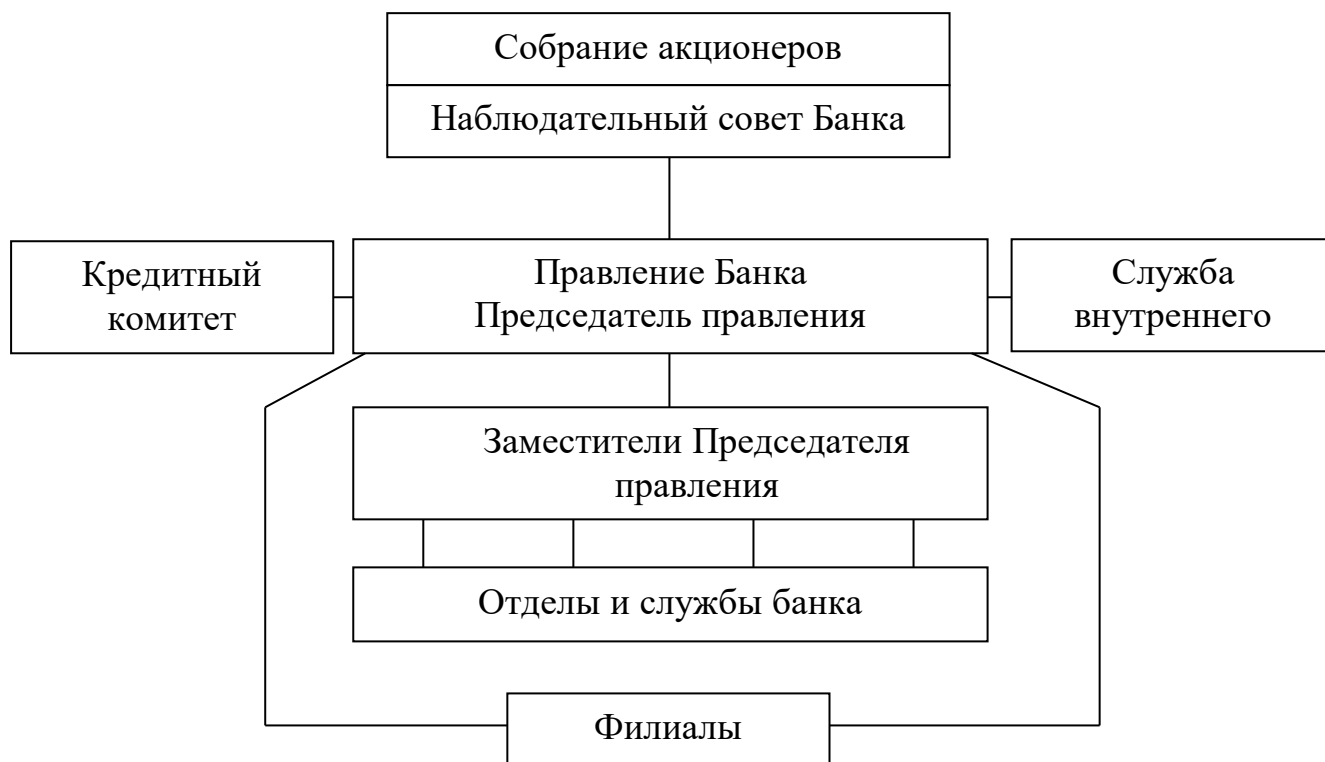 Собрание акционеров
Наблюдательный совет Банка
Кредитный
комитет
Правление Банка
Председатель правления
Служба
внутреннего
Заместители Председателя
правления
Отделы и службы банка
Филиалы